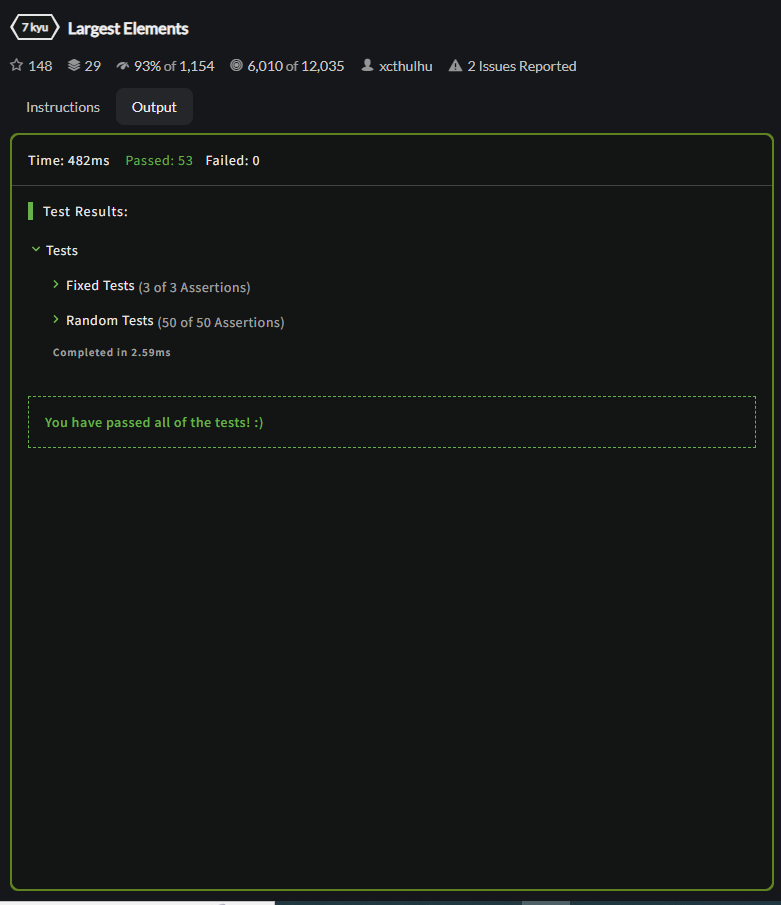 7 kyu Largest Elements
148 29 93% of 1,154 6,010 of 12,035 xcthulhu 2 Issues Reported
Instructions Output
Time: 482ms Passed: 53 Failed: 0
Test Results:
Tests
Fixed Tests (3 of 3 Assertions)
Random Tests (50 of 50 Assertions)
Completed in 2.59ms
You have passed all of the tests! :)